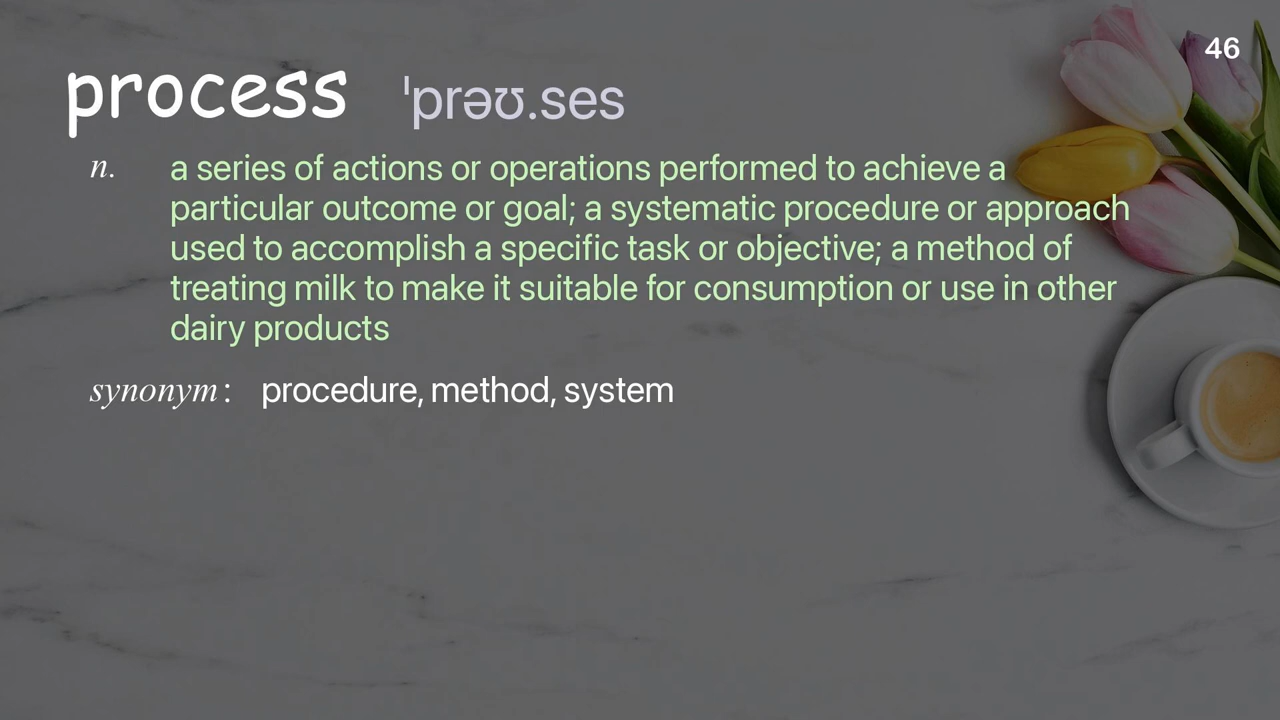 46
process ˈprəʊ.ses
n. a series of actions or operations performed to achieve a
particular outcome or goal; a systematic procedure or approach
used to accomplish a specific task or objective; a method of
treating milk to make it suitable for consumption or use in other
dairy products
synonym: procedure, method, system